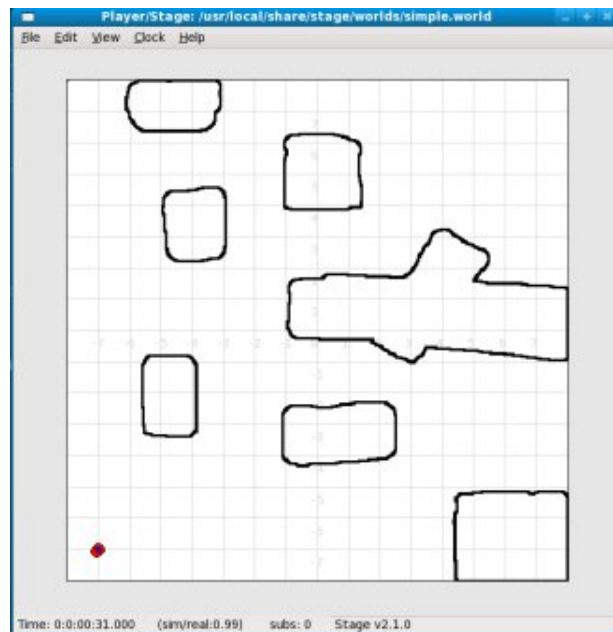 Player/Stage: /usr/local/share/stage/worlds/simple.world
File Edit View Clock Help
Time: 0:0:00:31.000 (sim/real:0.99) subs: 0 Stage v2.1.0